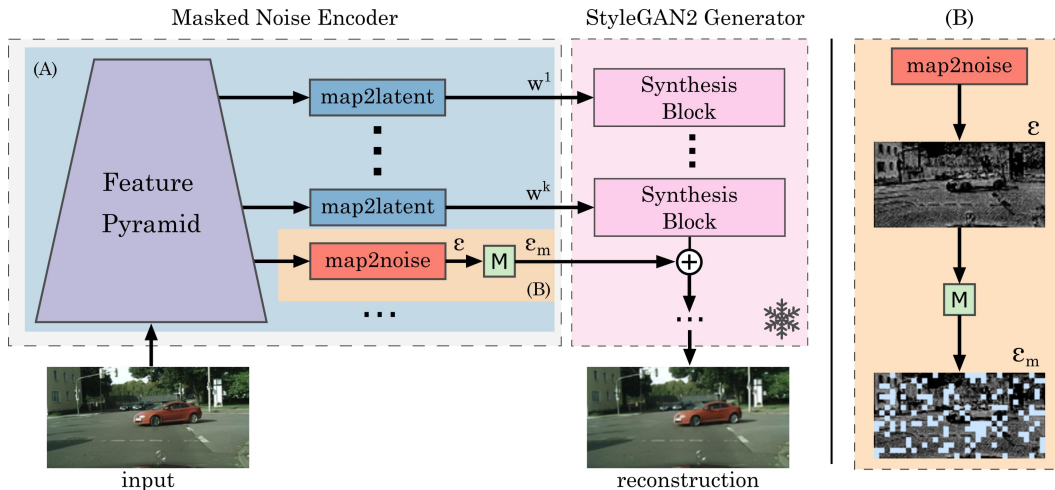 Masked Noise Encoder
StyleGAN2 Generator
(B)
(A)
Feature
Pyramid
map2latent
w¹
Synthesis
Block
map2latent
wᵏ
Synthesis
Block
map2noise
ε
M
εₘ
(B)
...
...
input
reconstruction
map2noise
ε
M
εₘ